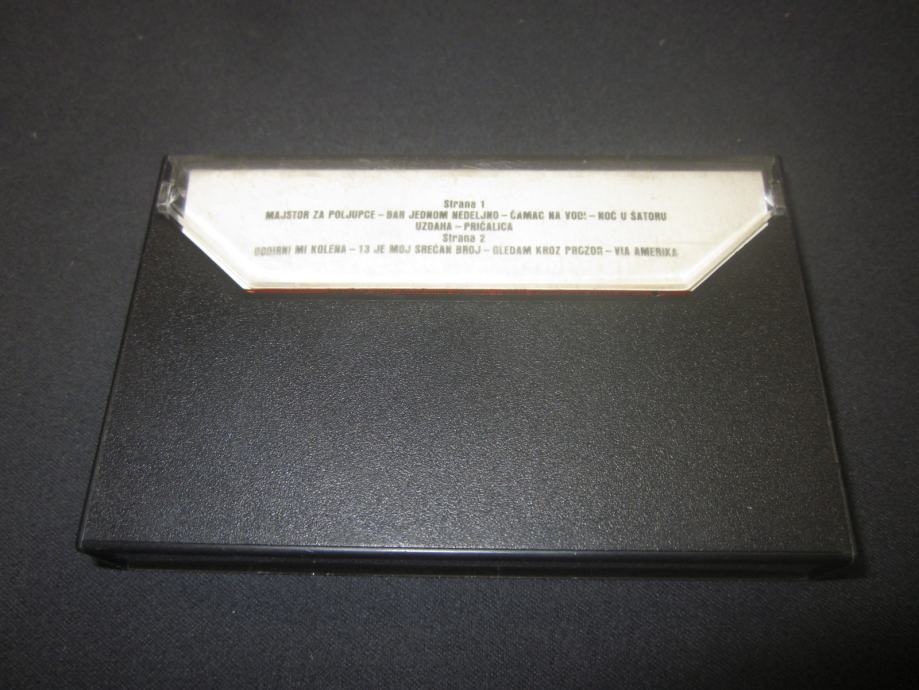 Strana 1
MAJSTOR ZA POLJUPCE – BAR JEDNOM NEDELJNO – ČAMAC NA VODI – NOĆ U ŠATORU
UZDAHA – PRIČALICA
Strana 2
DODIRNI MI KOLENA – 13 JE MOJ SREĆAN BROJ – GLEDAM KROZ PROZOR – VIA AMERIKA